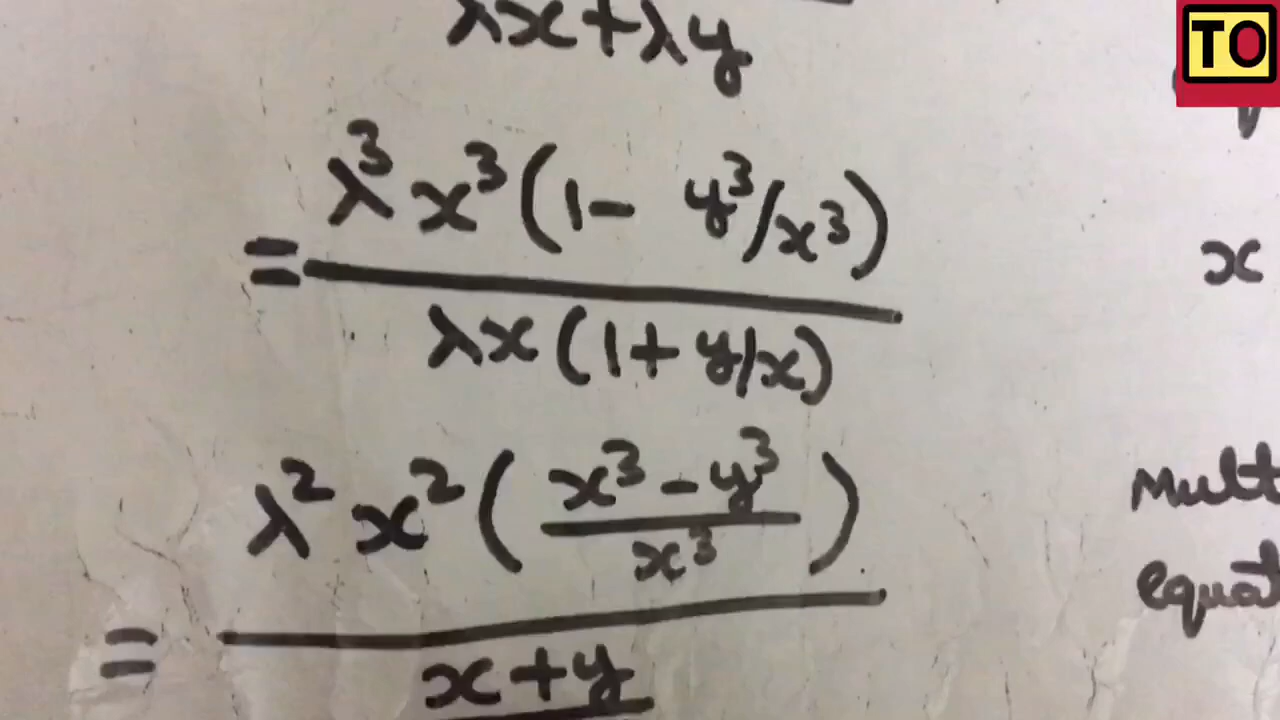 TO
λx+λy
= λ³x³(1- y³/x³)
λx(1+ y/x)
x
λ²x²(x³-y³
x³)
=
x+y
Mult
equat